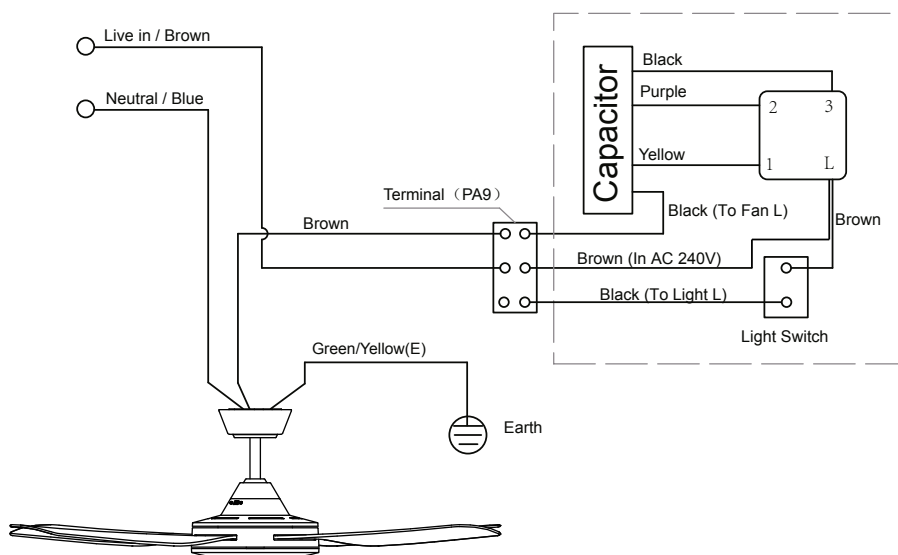 Live in / Brown
Neutral / Blue
Capacitor
Black
Purple
Yellow
2
3
1
L
Terminal（PA9）
Black (To Fan L)
Brown
Brown
Brown (In AC 240V)
Black (To Light L)
Light Switch
Green/Yellow(E)
Earth